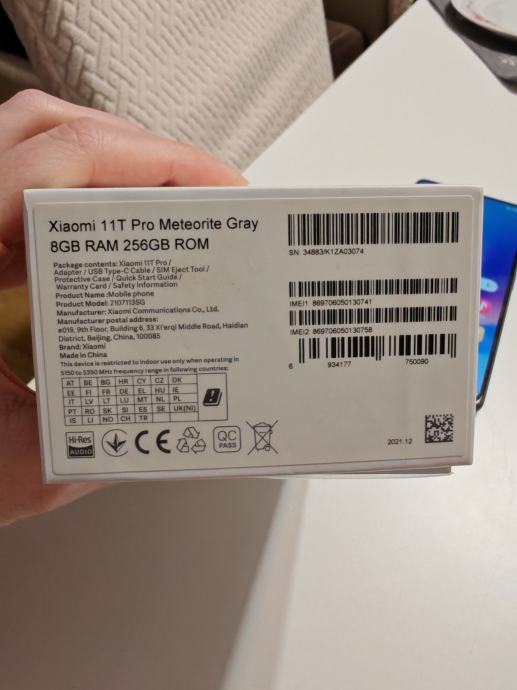 Xiaomi 11T Pro Meteorite Gray
8GB RAM 256GB ROM
Package contents: Xiaomi 11T Pro /
Adapter / USB Type-C Cable / SIM Eject Tool /
Protective Case / Quick Start Guide /
Warranty Card / Safety Information
Product Name :Mobile phone
Product Model: 2107113SG
Manufacturer: Xiaomi Communications Co., Ltd.
Manufacturer postal address:
#019, 9th Floor, Building 6, 33 Xi'erqi Middle Road, Haidian
District, Beijing, China, 100085
Brand: Xiaomi
Made in China
This device is restricted to indoor use only when operating in
5150 to 5350 MHz frequency range in following countries:
AT BE BG HR CY CZ DK
EE FI FR DE EL HU IE
IT LV LT LU MT NL PL
PT RO SK SI ES SE UK(NI)
IS LI NO CH TR
Hi-Res
AUDIO
CE
QC
PASS
SN: 34883/K1ZA03074
IMEI1: 869706050130741
IMEI2: 869706050130758
6 934177 750090
2021.12